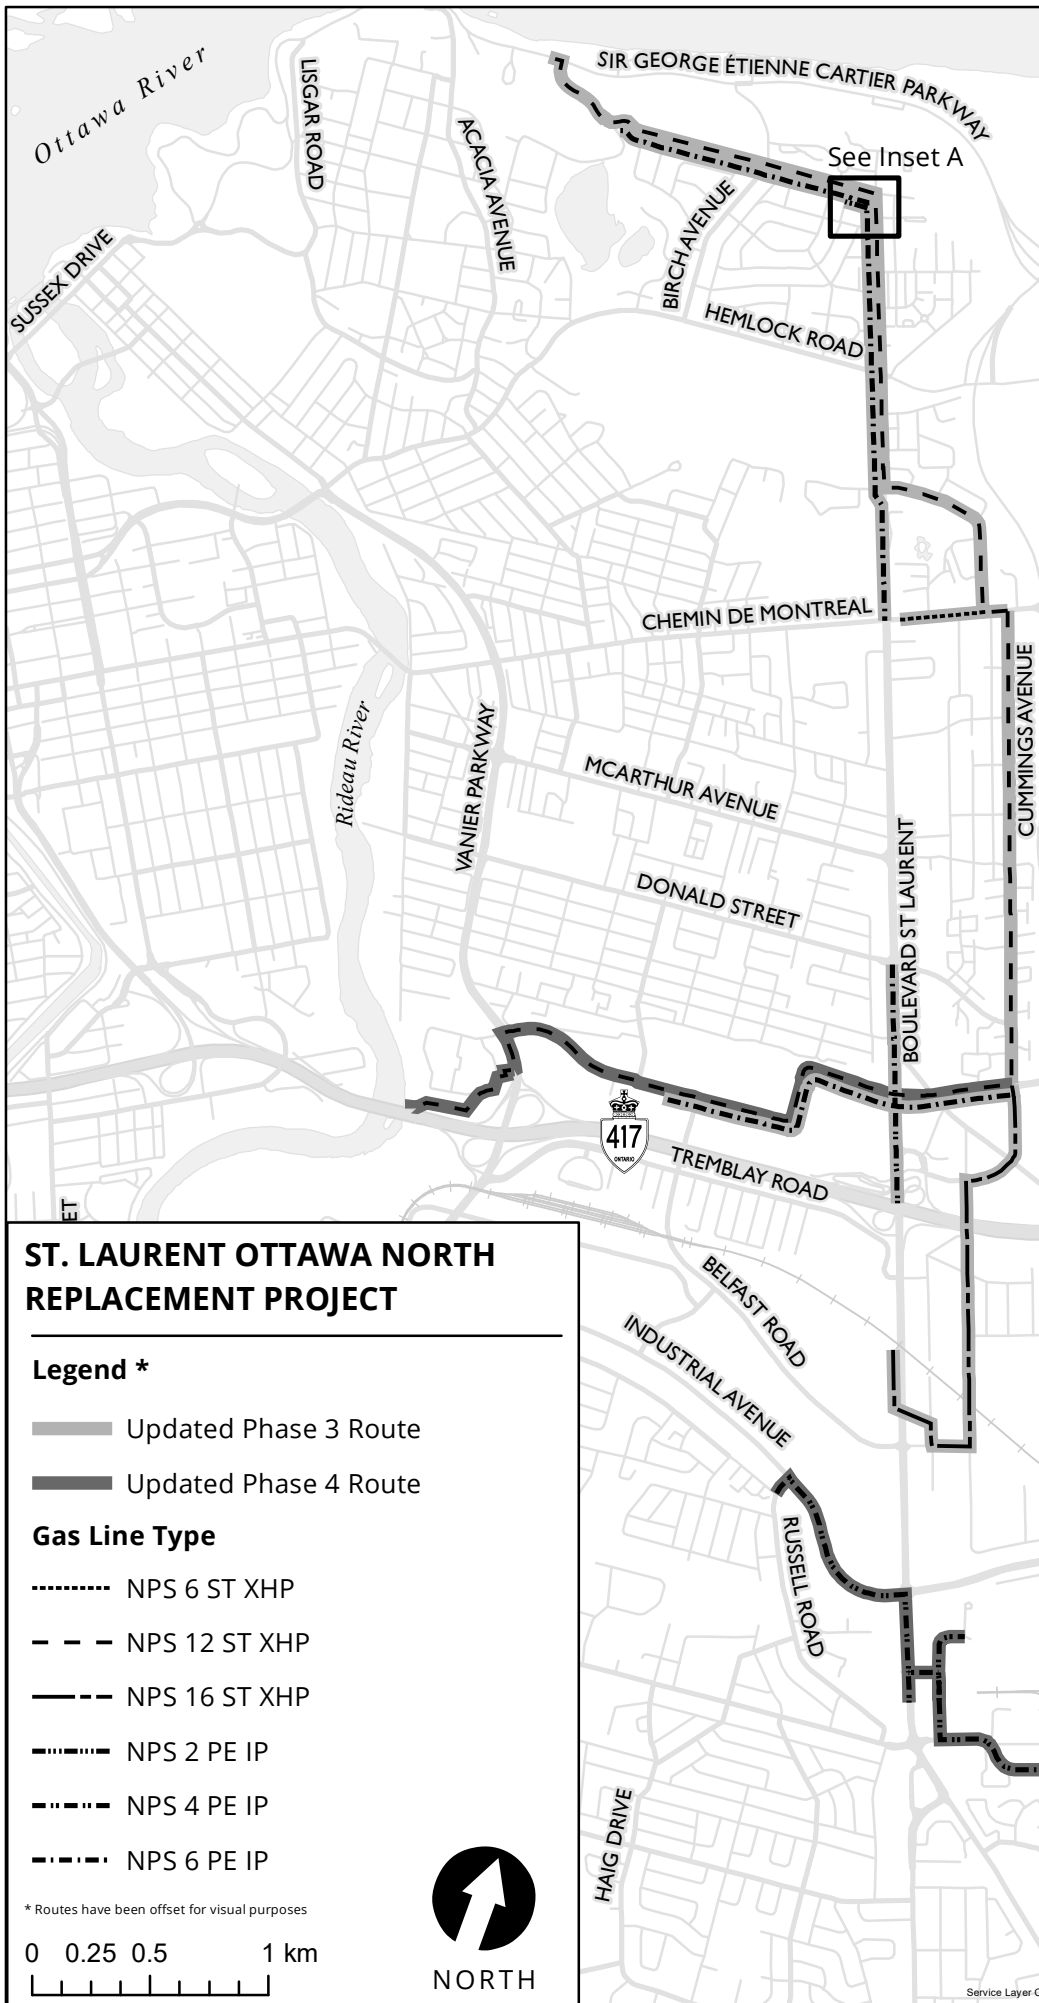 Ottawa River
LISGAR ROAD
ACACIA AVENUE
SIR GEORGE ÉTIENNE CARTIER PARKWAY
See Inset A
BIRCH AVENUE
SUSSEX DRIVE
HEMLOCK ROAD
CHEMIN DE MONTREAL
CUMMINGS AVENUE
Rideau River
VANIER PARKWAY
MCARTHUR AVENUE
DONALD STREET
BOULEVARD ST LAURENT
417
ONTARIO
TREMBLAY ROAD
ET
BELFAST ROAD
INDUSTRIAL AVENUE
RUSSELL ROAD
HAIG DRIVE
ST. LAURENT OTTAWA NORTH
REPLACEMENT PROJECT
Legend *
Updated Phase 3 Route
Updated Phase 4 Route
Gas Line Type
NPS 6 ST XHP
NPS 12 ST XHP
NPS 16 ST XHP
NPS 2 PE IP
NPS 4 PE IP
NPS 6 PE IP
* Routes have been offset for visual purposes
0 0.25 0.5 1 km
NORTH
Service Layer C